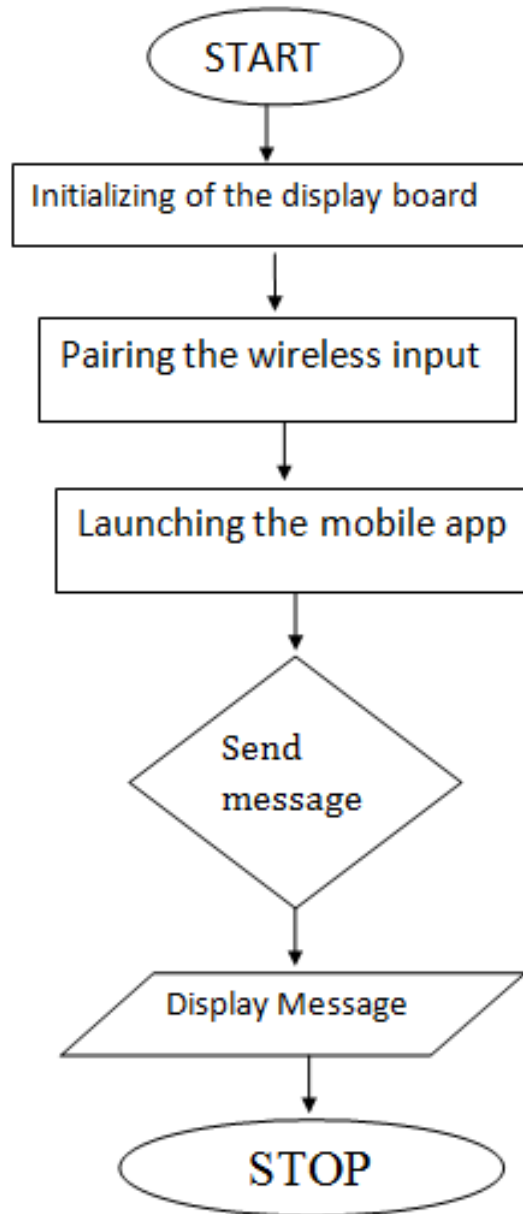 START
Initializing of the display board
Pairing the wireless input
Launching the mobile app
Send
message
Display Message
STOP